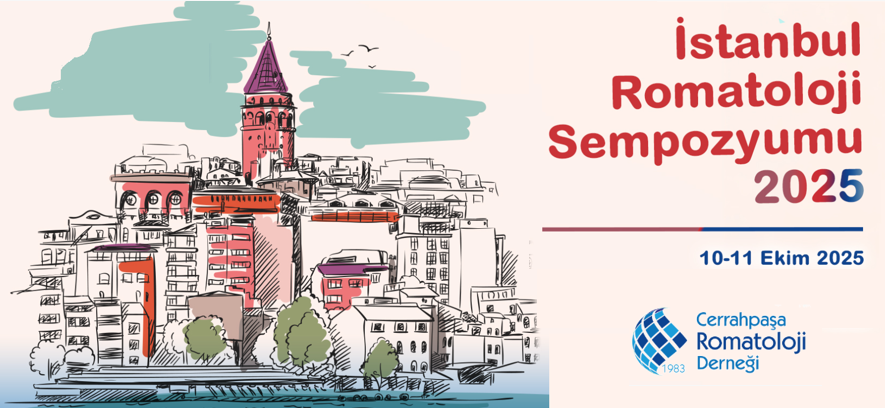 İstanbul
Romatoloji
Sempozyumu
2025
10-11 Ekim 2025
Cerrahpaşa
Romatoloji
Derneği
1983